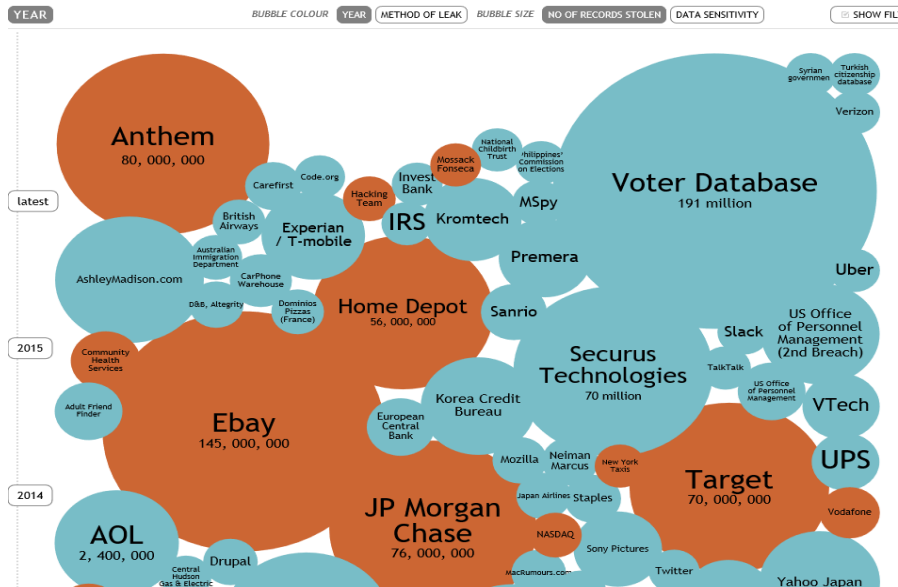 YEAR
BUBBLE COLOUR
YEAR
METHOD OF LEAK
BUBBLE SIZE
NO OF RECORDS STOLEN
DATA SENSITIVITY
SHOW FIL
Anthem
80, 000, 000
Syrian
governmen
Turkish
citizenship
database
Verizon
National
Childbirth
Trust
Philippines'
Commission
on Elections
Mossack
Fonseca
Code.org
Carefirst
Invest
Bank
Voter Database
191 million
latest
Hacking
Team
MSpy
British
Airways
IRS
Kromtech
Experian
/ T-mobile
Australian
Immigration
Department
Premera
Uber
AshleyMadison.com
CarPhone
Warehouse
D&B, Altegrity
Dominios
Pizzas
(France)
Home Depot
56, 000, 000
Sanrio
Slack
US Office
of Personnel
Management
(2nd Breach)
2015
Community
Health
Services
Securus
Technologies
70 million
TalkTalk
US Office
of Personnel
Management
VTech
Adult Friend
Finder
Ebay
145, 000, 000
European
Central
Bank
Korea Credit
Bureau
Mozilla
Neiman
Marcus
New York
Taxis
UPS
Target
70, 000, 000
2014
Japan Airlines
Staples
Vodafone
JP Morgan
Chase
76, 000, 000
AOL
2, 400, 000
NASDAQ
Sony Pictures
Drupal
Central
Hudson
Gas & Electric
MacRumours.com
Twitter
Yahoo Japan